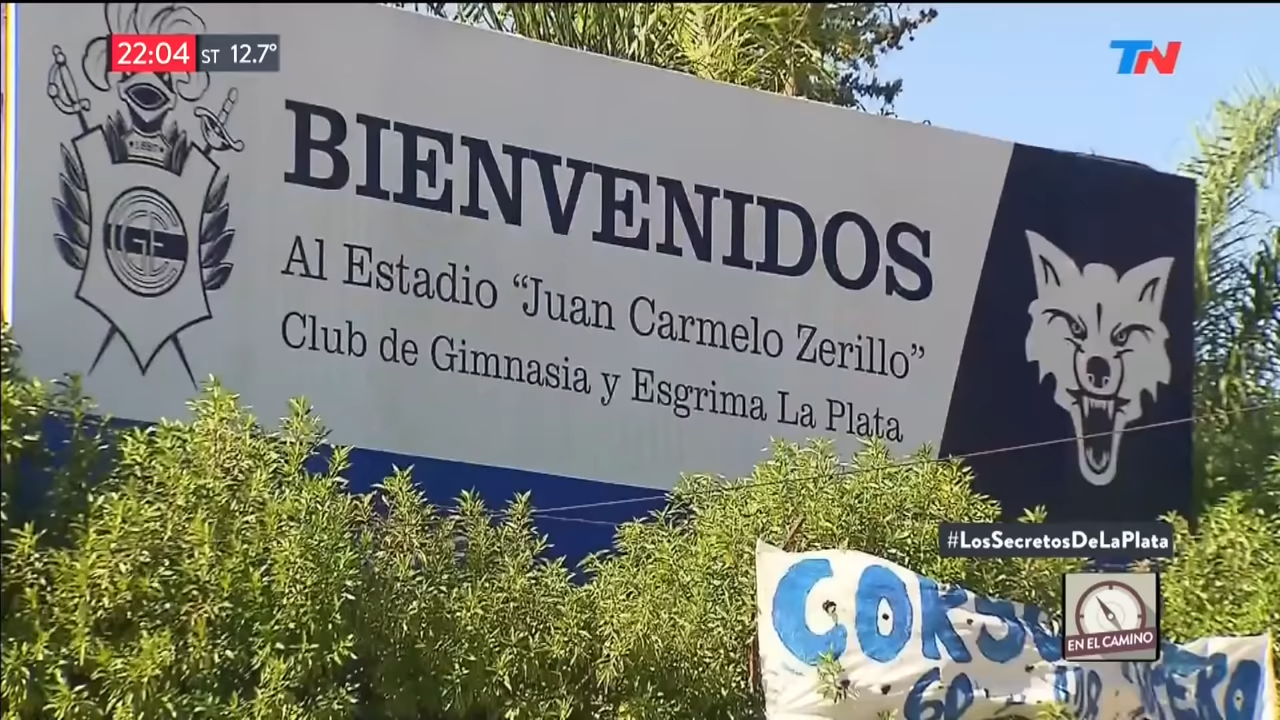 22:04 ST 12.7°
TN
1887
BIENVENIDOS
Al Estadio “Juan Carmelo Zerillo”
Club de Gimnasia y Esgrima La Plata
#LosSecretosDeLaPlata
EN EL CAMINO